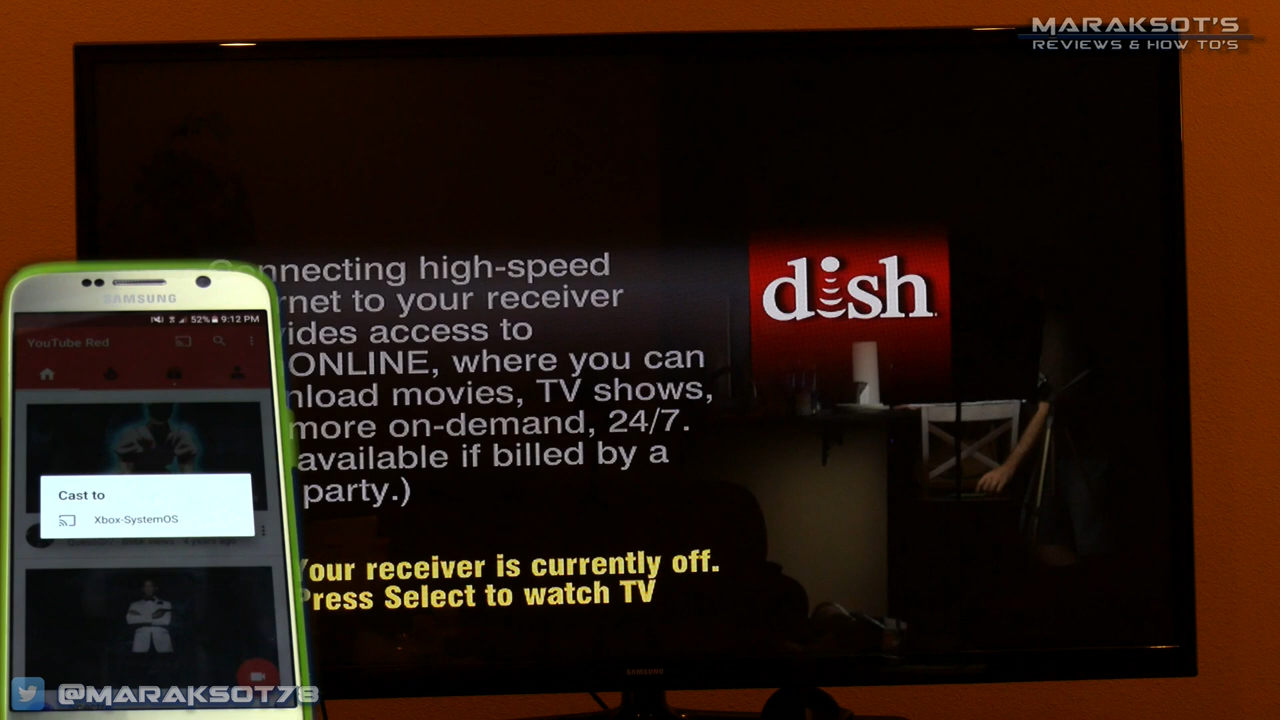 MARAKSOT'S
REVIEWS & HOW TO'S
Connecting high-speed
rnet to your receiver
vides access to
ONLINE, where you can
nload movies, TV shows,
more on-demand, 24/7.
available if billed by a
party.)
dish
Your receiver is currently off.
Press Select to watch TV
SAMSUNG
SAMSUNG
52% 9:12 PM
YouTube Red
Cast to
Xbox-SystemOS
@MARAKSOT78